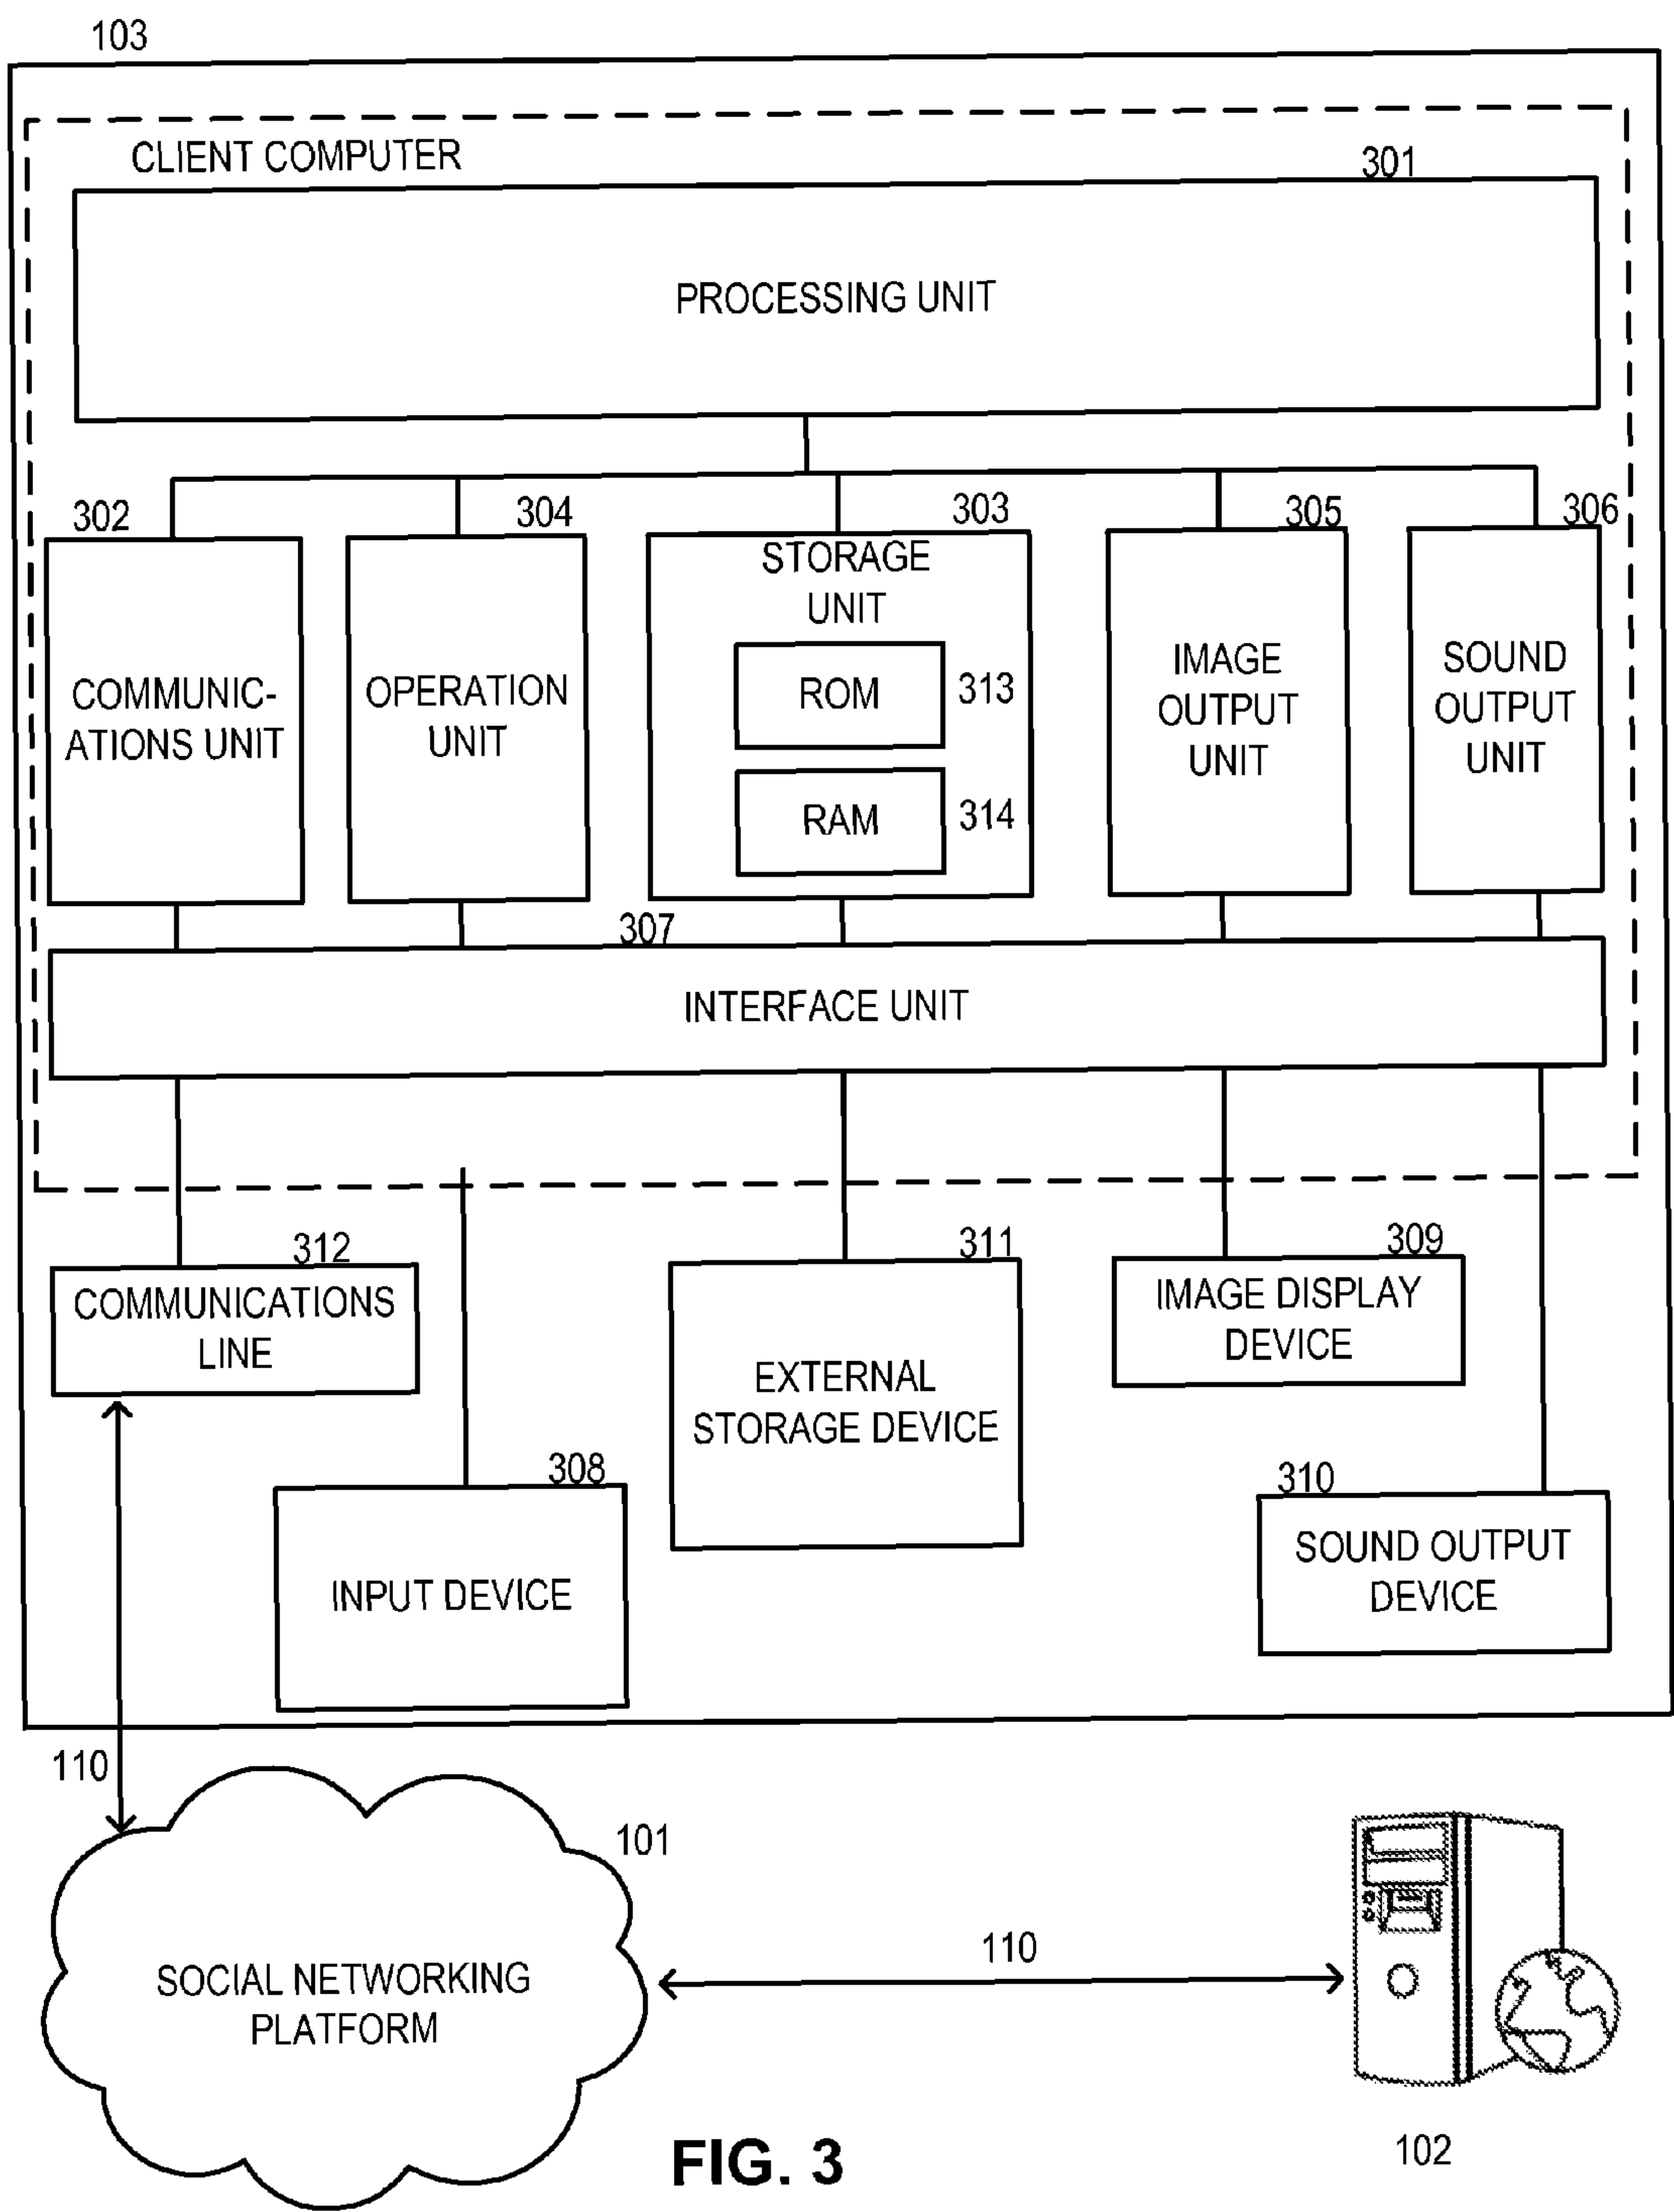 103
CLIENT COMPUTER
301
PROCESSING UNIT
302
304
303
305
306
COMMUNIC-
ATIONS UNIT
OPERATION
UNIT
STORAGE
UNIT
ROM
313
RAM
314
IMAGE
OUTPUT
UNIT
SOUND
OUTPUT
UNIT
307
INTERFACE UNIT
312
COMMUNICATIONS
LINE
311
EXTERNAL
STORAGE DEVICE
309
IMAGE DISPLAY
DEVICE
308
INPUT DEVICE
310
SOUND OUTPUT
DEVICE
110
101
SOCIAL NETWORKING
PLATFORM
110
102
FIG. 3